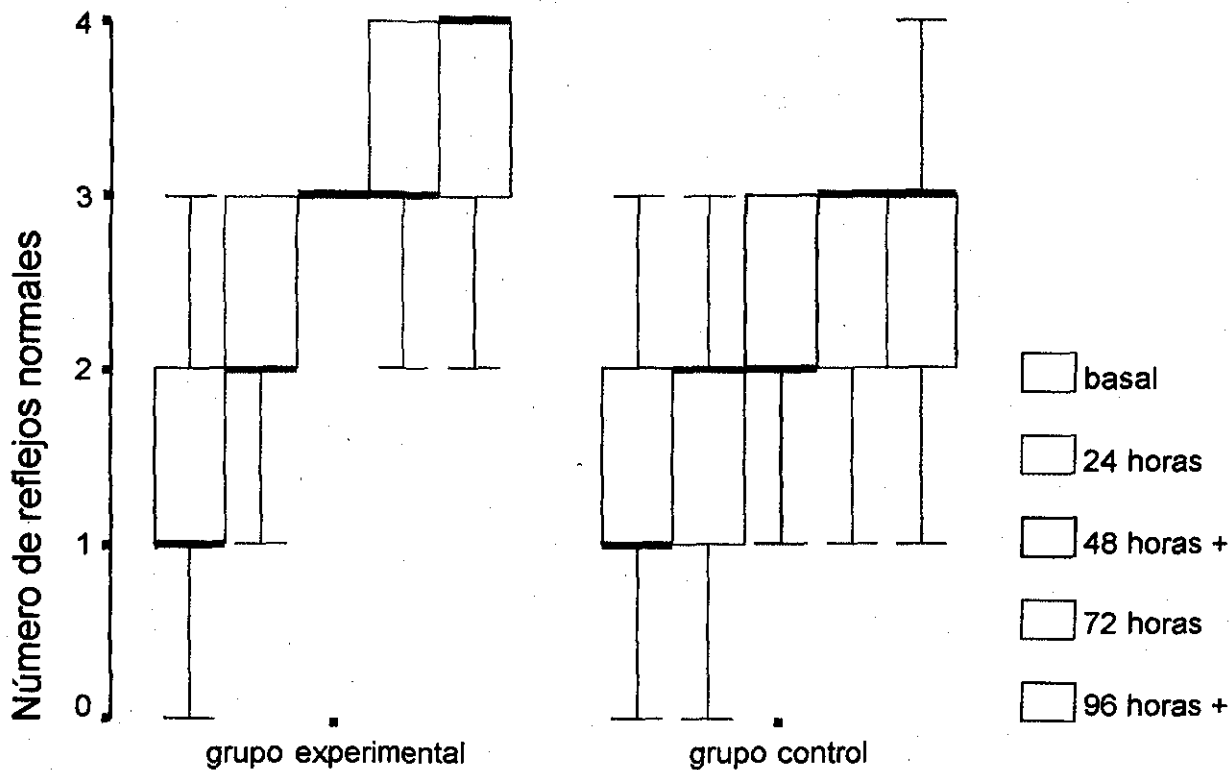 Número de reflejos normales
4
3
2
1
0
grupo experimental
grupo control
basal
24 horas
48 horas +
72 horas
96 horas +